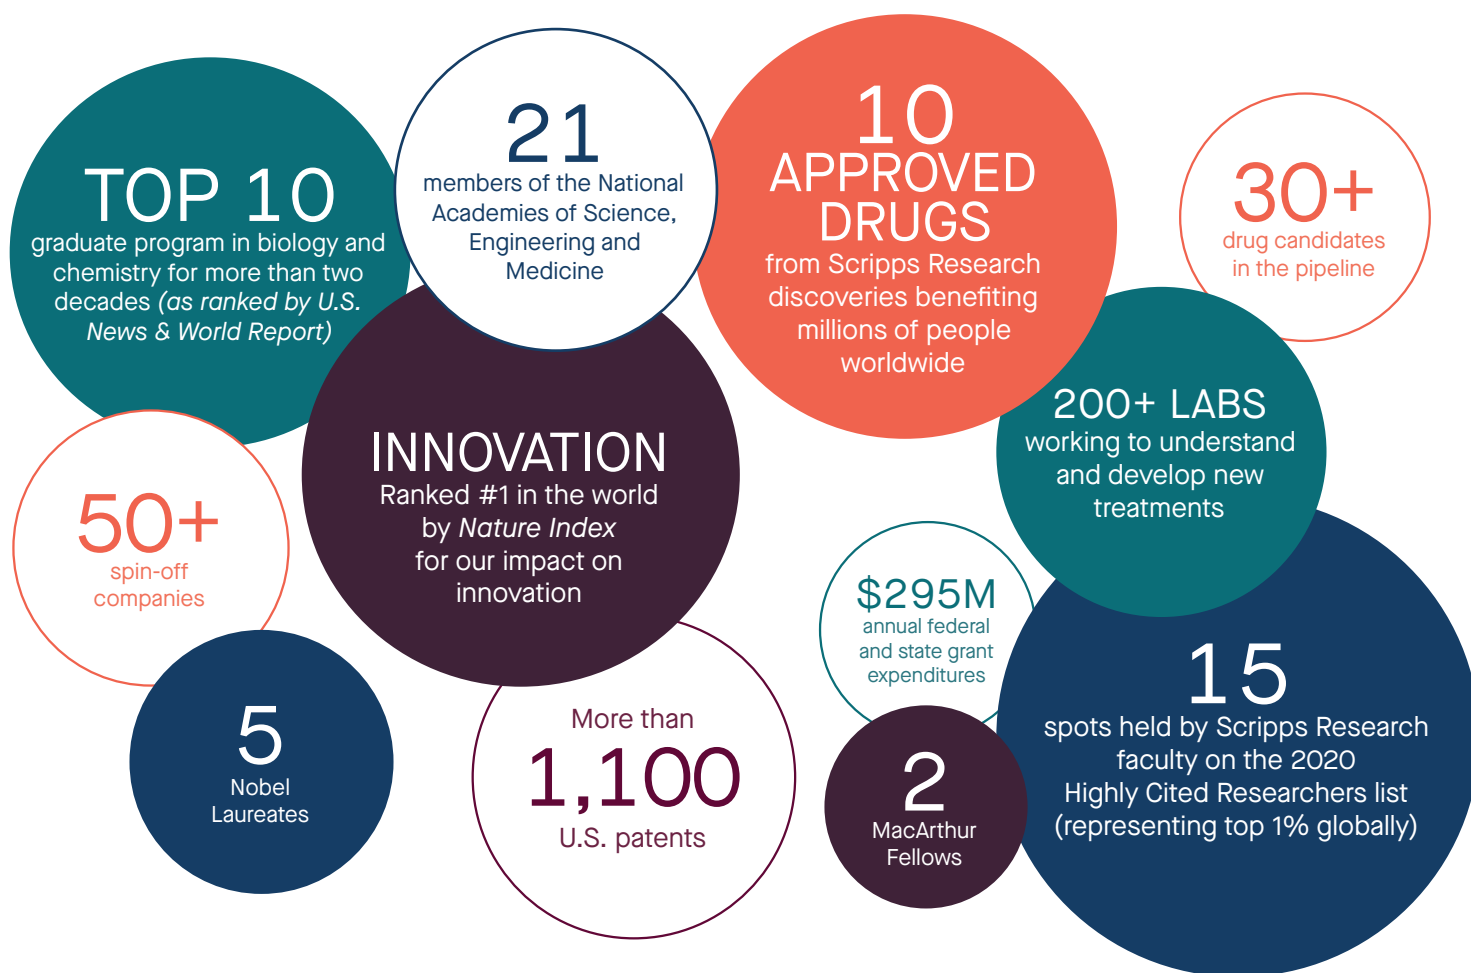 TOP 10
graduate program in biology and
chemistry for more than two
decades (as ranked by U.S.
News & World Report)
21
members of the National
Academies of Science,
Engineering and
Medicine
10
APPROVED
DRUGS
from Scripps Research
discoveries benefiting
millions of people
worldwide
30+
drug candidates
in the pipeline
INNOVATION
Ranked #1 in the world
by Nature Index
for our impact on
innovation
200+ LABS
working to understand
and develop new
treatments
50+
spin-off
companies
$295M
annual federal
and state grant
expenditures
5
Nobel
Laureates
More than
1,100
U.S. patents
2
MacArthur
Fellows
15
spots held by Scripps Research
faculty on the 2020
Highly Cited Researchers list
(representing top 1% globally)